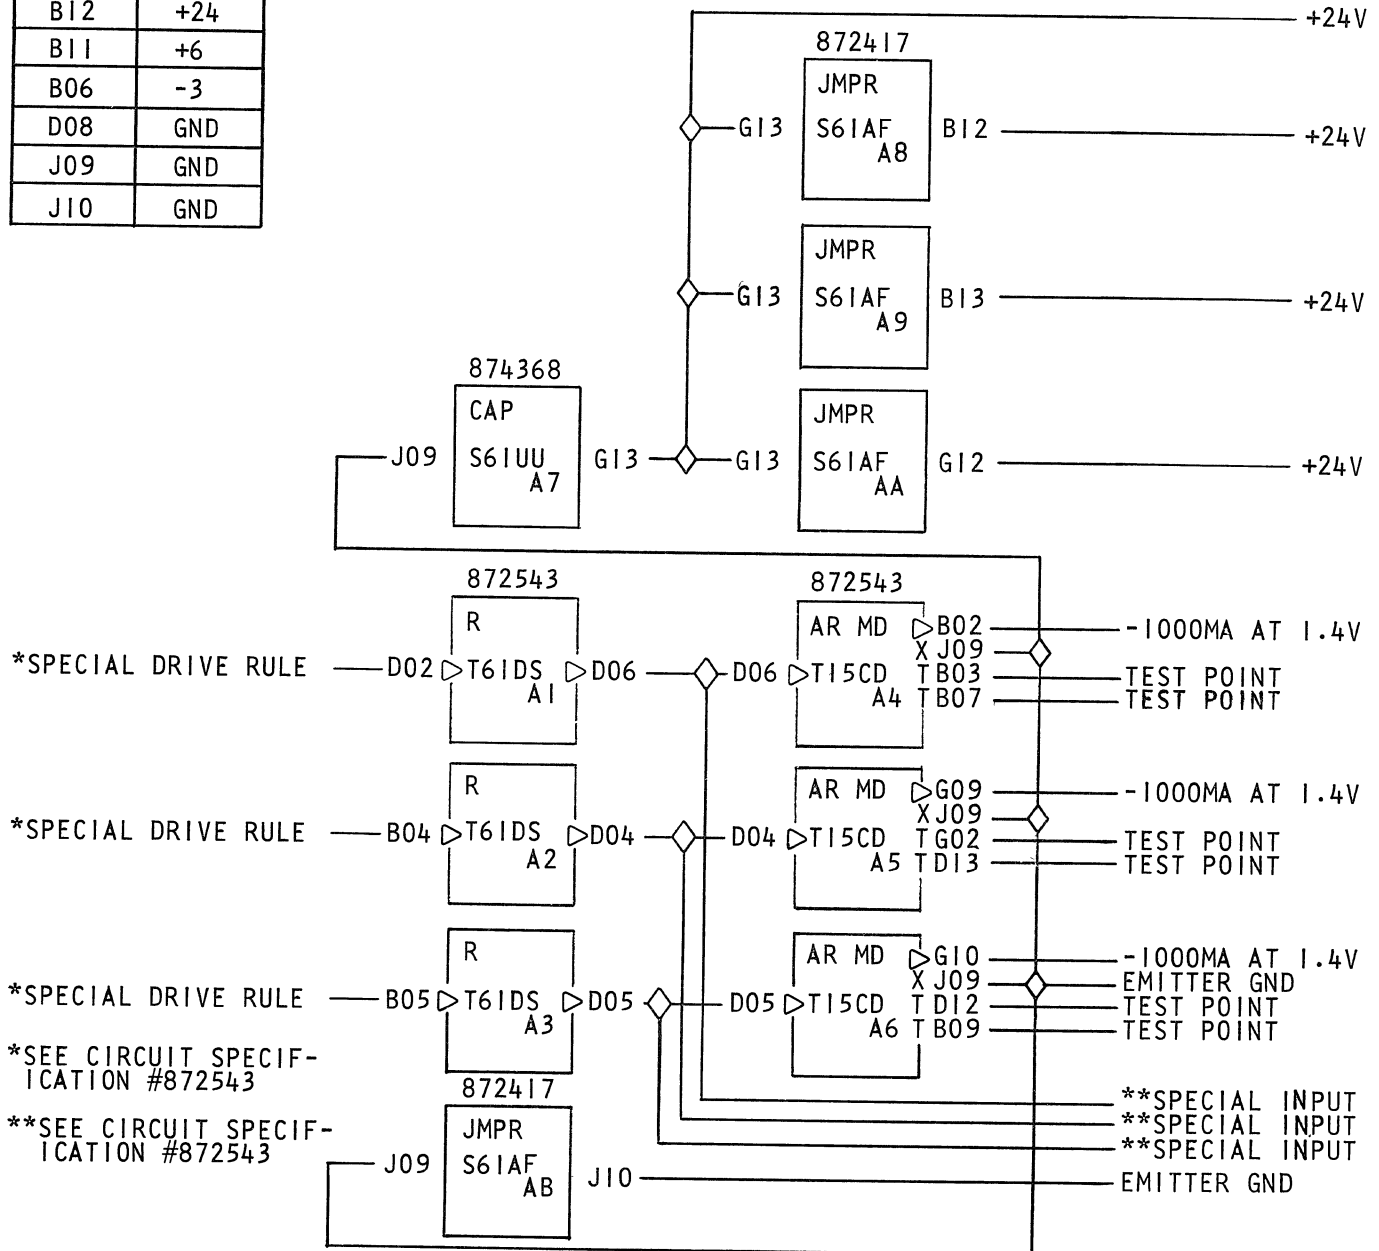 B12 +24
B11 +6
B06 -3
D08 GND
J09 GND
J10 GND
+24V
872417
JMPR
G13 S61AF B12 +24V
A8
JMPR
G13 S61AF B13 +24V
A9
874368
CAP
J09 S61UU G13
A7
JMPR
G13 S61AF G12 +24V
AA
872543
R
*SPECIAL DRIVE RULE D02 T61DS D06
A1
872543
AR MD B02 -1000MA AT 1.4V
X J09
D06 T15CD T B03 TEST POINT
A4 T B07 TEST POINT
R
*SPECIAL DRIVE RULE B04 T61DS D04
A2
AR MD G09 -1000MA AT 1.4V
X J09
D04 T15CD T G02 TEST POINT
A5 T D13 TEST POINT
R
*SPECIAL DRIVE RULE B05 T61DS D05
A3
AR MD G10 -1000MA AT 1.4V
X J09 EMITTER GND
D05 T15CD T D12 TEST POINT
A6 T B09 TEST POINT
*SEE CIRCUIT SPECIF-
ICATION #872543
**SEE CIRCUIT SPECIF-
ICATION #872543
**SPECIAL INPUT
**SPECIAL INPUT
**SPECIAL INPUT
872417
JMPR
J09 S61AF J10 EMITTER GND
AB